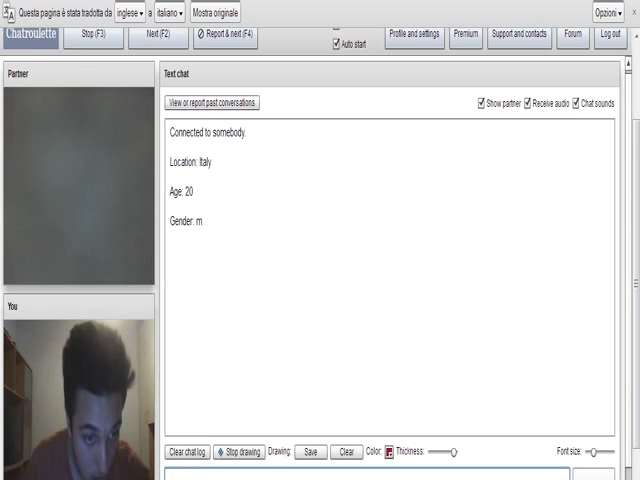 Questa pagina è stata tradotta da inglese a italiano Mostra originale Opzioni x
Chatroulette Stop (F3) Next (F2) Report & next (F4) Auto start Profile and settings Premium Support and contacts Forum Log out
Partner
Text chat
View or report past conversations Show partner Receive audio Chat sounds
Connected to somebody.
Location: Italy
Age: 20
Gender: m
You
Clear chat log Stop drawing Drawing: Save Clear Color: Thickness: Font size: